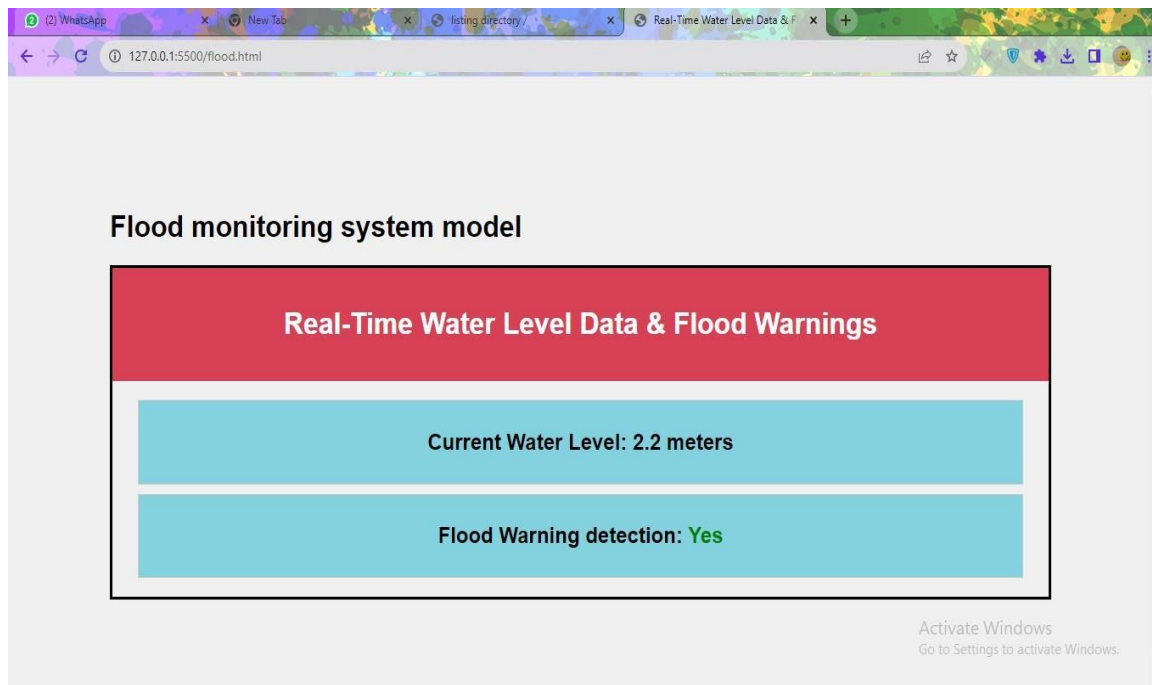 (2) WhatsApp
New Tab
listing directory /
Real-Time Water Level Data & F
127.0.0.1:5500/flood.html
Flood monitoring system model
Real-Time Water Level Data & Flood Warnings
Current Water Level: 2.2 meters
Flood Warning detection: Yes
Activate Windows
Go to Settings to activate Windows.